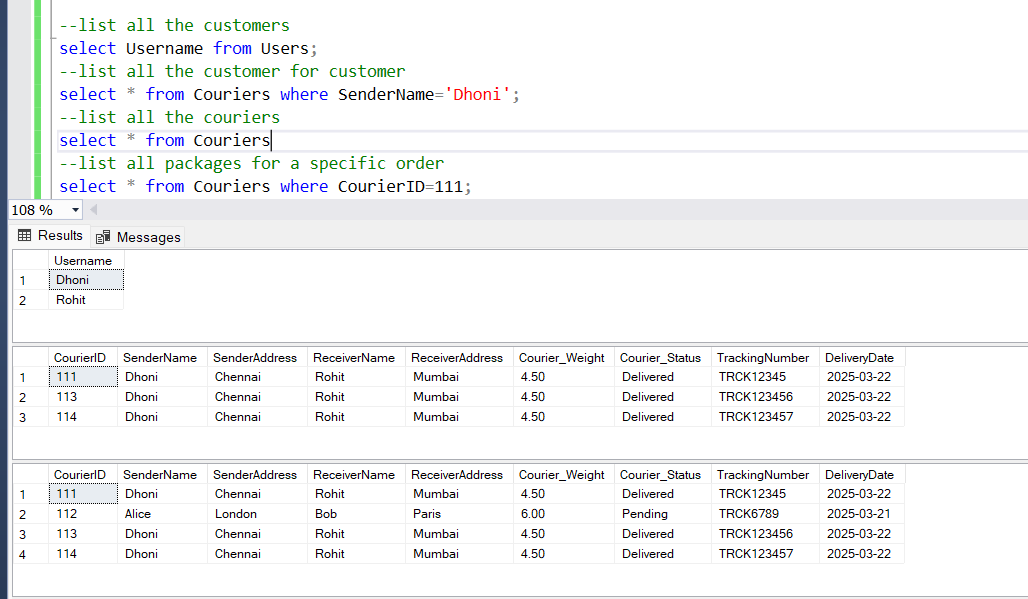 --list all the customers
select Username from Users;
--list all the customer for customer
select * from Couriers where SenderName='Dhoni';
--list all the couriers
select * from Couriers
--list all packages for a specific order
select * from Couriers where CourierID=111;
108 %
Results Messages
Username
1 Dhoni
2 Rohit
CourierID SenderName SenderAddress ReceiverName ReceiverAddress Courier_Weight Courier_Status TrackingNumber DeliveryDate
1 111 Dhoni Chennai Rohit Mumbai 4.50 Delivered TRCK12345 2025-03-22
2 113 Dhoni Chennai Rohit Mumbai 4.50 Delivered TRCK123456 2025-03-22
3 114 Dhoni Chennai Rohit Mumbai 4.50 Delivered TRCK123457 2025-03-22
CourierID SenderName SenderAddress ReceiverName ReceiverAddress Courier_Weight Courier_Status TrackingNumber DeliveryDate
1 111 Dhoni Chennai Rohit Mumbai 4.50 Delivered TRCK12345 2025-03-22
2 112 Alice London Bob Paris 6.00 Pending TRCK6789 2025-03-21
3 113 Dhoni Chennai Rohit Mumbai 4.50 Delivered TRCK123456 2025-03-22
4 114 Dhoni Chennai Rohit Mumbai 4.50 Delivered TRCK123457 2025-03-22